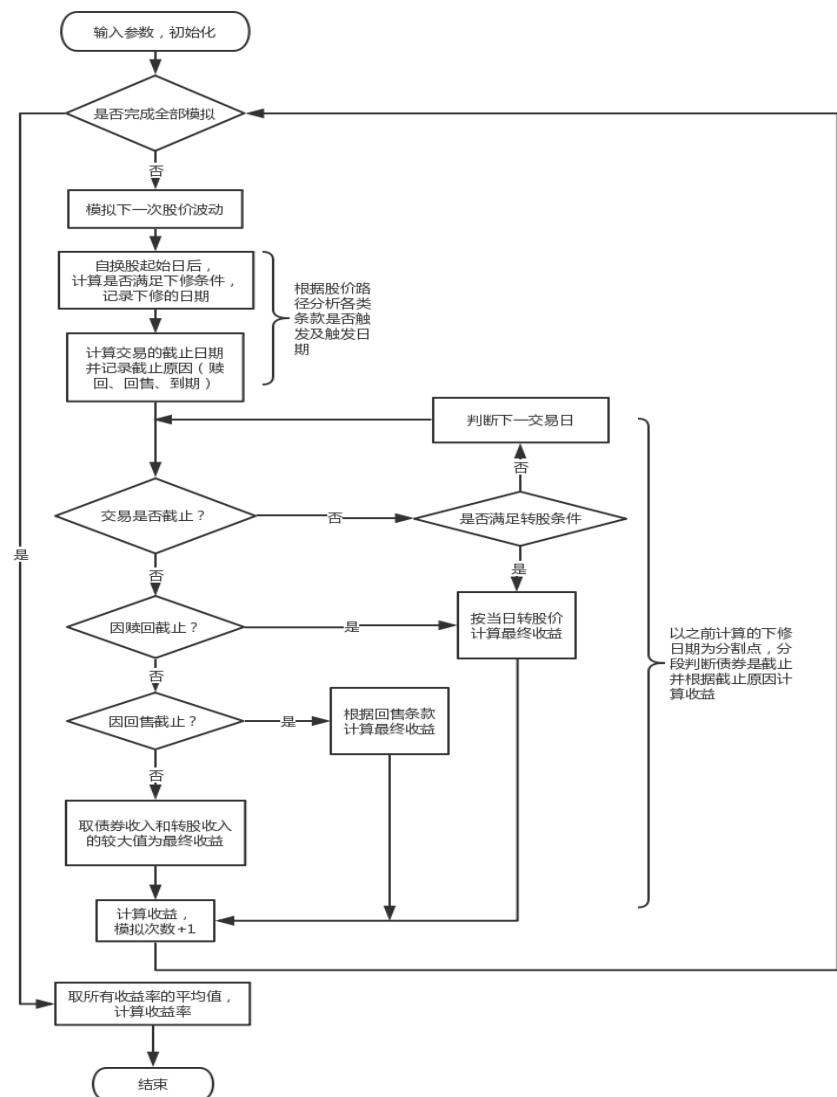 输入参数，初始化
是否完成全部模拟
否
模拟下一次股价波动
自换股起始日后，
计算是否满足下修条件，
记录下修的日期
根据股价路
径分析各类
条款是否触
发及触发日
期
计算交易的截止日期
并记录截止原因（赎
回、回售、到期）
判断下一交易日
否
交易是否截止？
否
是否满足转股条件
是
否
是
因赎回截止？
是
按当日转股价
计算最终收益
以之前计算的下修
日期为分割点，分
段判断债券是截止
并根据截止原因计
算收益
否
因回售截止？
是
根据回售条款
计算最终收益
否
取债券收入和转股收入
的较大值为最终收益
计算收益，
模拟次数+1
取所有收益率的平均值，
计算收益率
结束